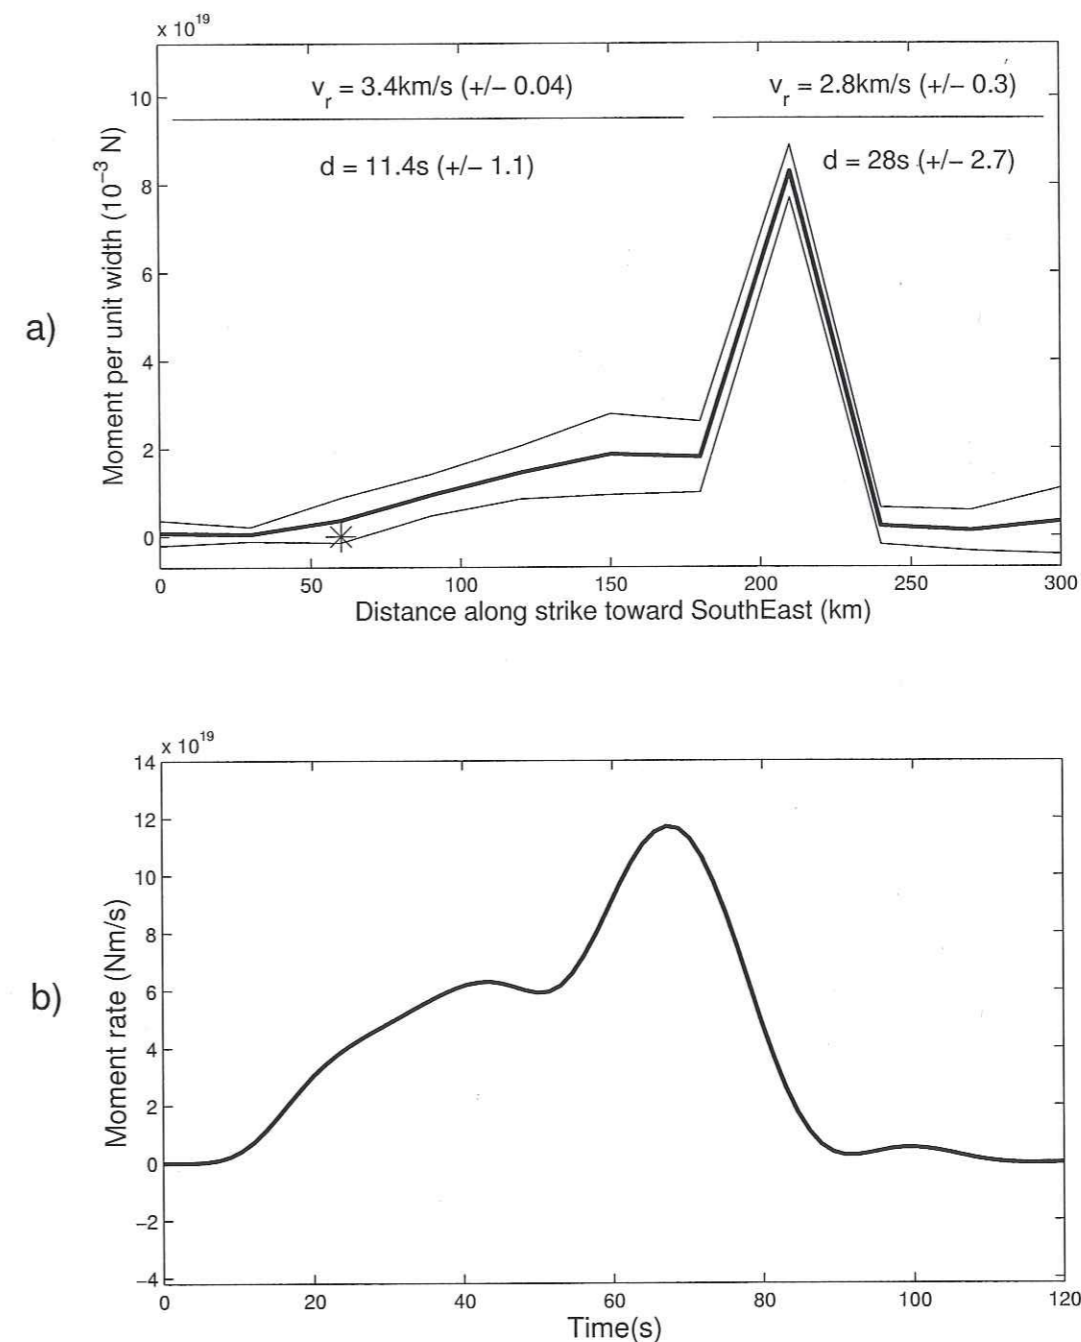 x 10^19
v_r = 3.4km/s (+/- 0.04)
v_r = 2.8km/s (+/- 0.3)
d = 11.4s (+/- 1.1)
d = 28s (+/- 2.7)
10
8
6
4
2
0
Moment per unit width (10^−3 N)
a)
0 50 100 150 200 250 300
Distance along strike toward SouthEast (km)
x 10^19
14
12
10
8
6
4
2
0
−2
−4
Moment rate (Nm/s)
b)
0 20 40 60 80 100 120
Time(s)